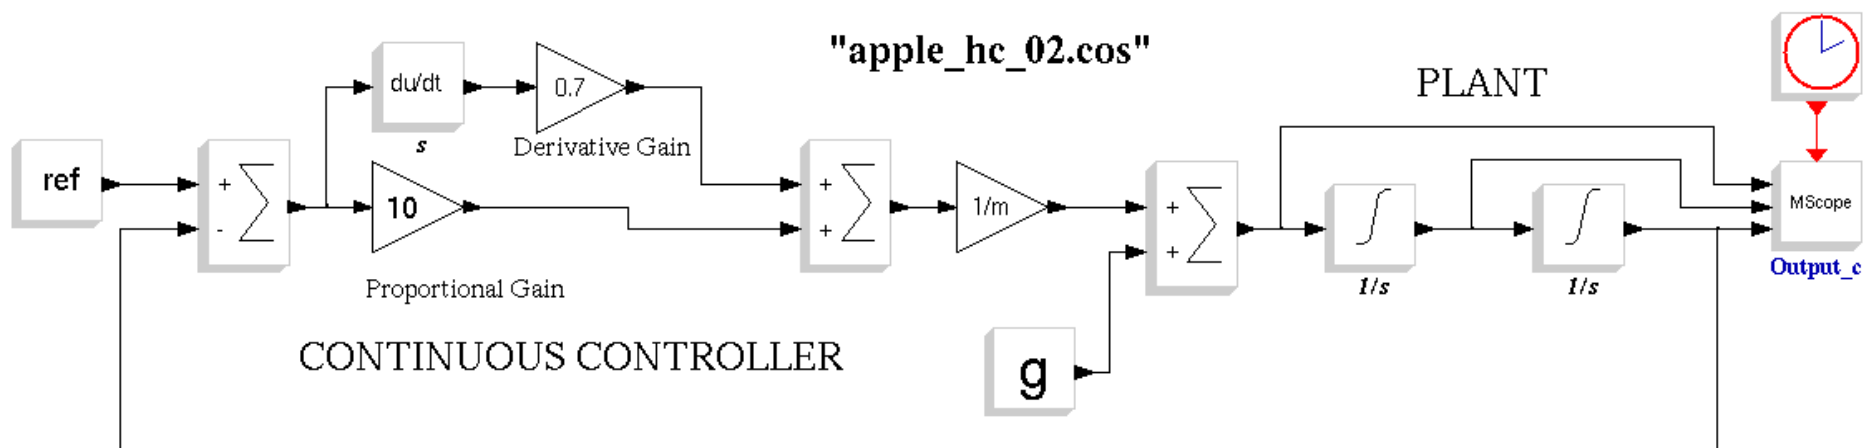 "apple_hc_02.cos"
PLANT
du/dt
0.7
s
Derivative Gain
ref
+
-
10
Proportional Gain
+
+
1/m
+
+
1/s
1/s
MScope
Output_c
g
CONTINUOUS CONTROLLER